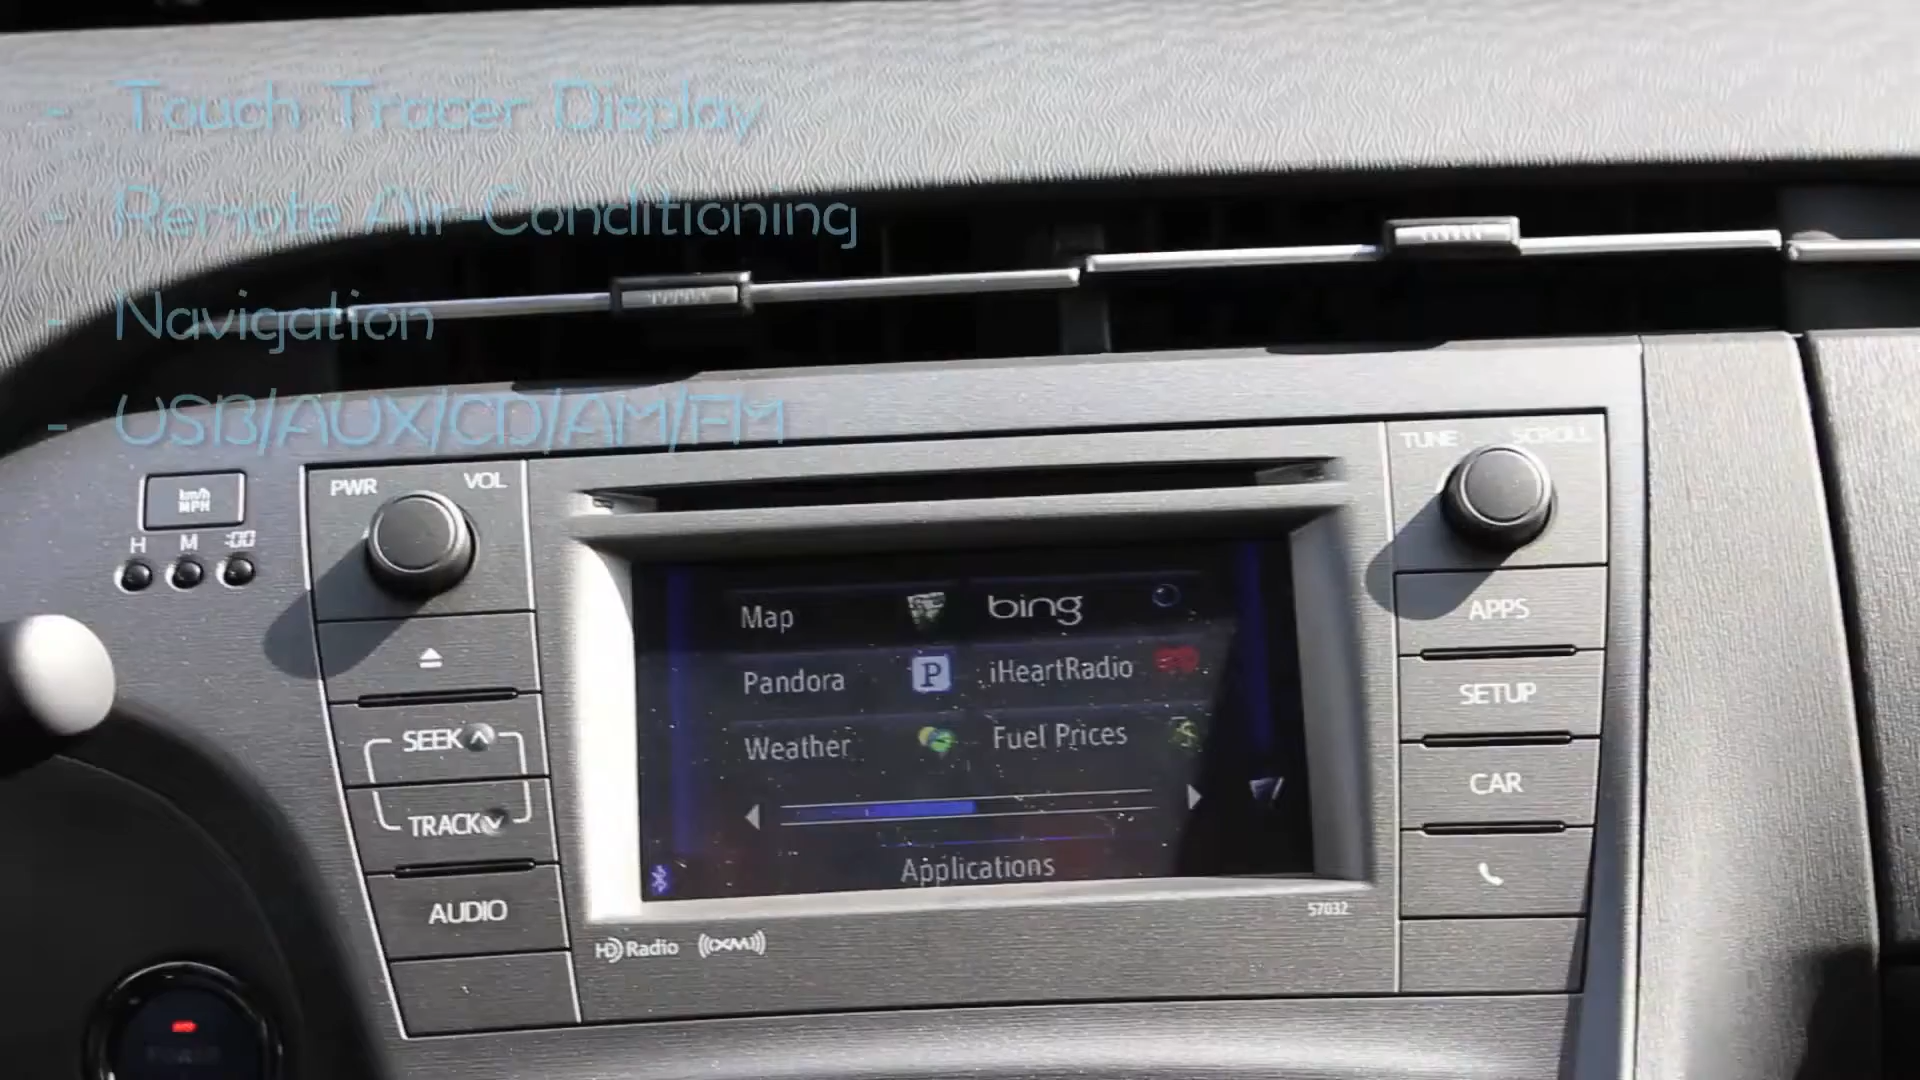 - Touch Tracer Display
- Remote Air-Conditioning
- Navigation
- USB/AUX/CD/AM/FM
km/h
MPH
H M :00
PWR VOL
TUNE SCROLL
SEEK
TRACK
AUDIO
Map
bing
Pandora
P
iHeartRadio
Weather
Fuel Prices
Applications
57032
HD Radio ((XM))
APPS
SETUP
CAR
POWER